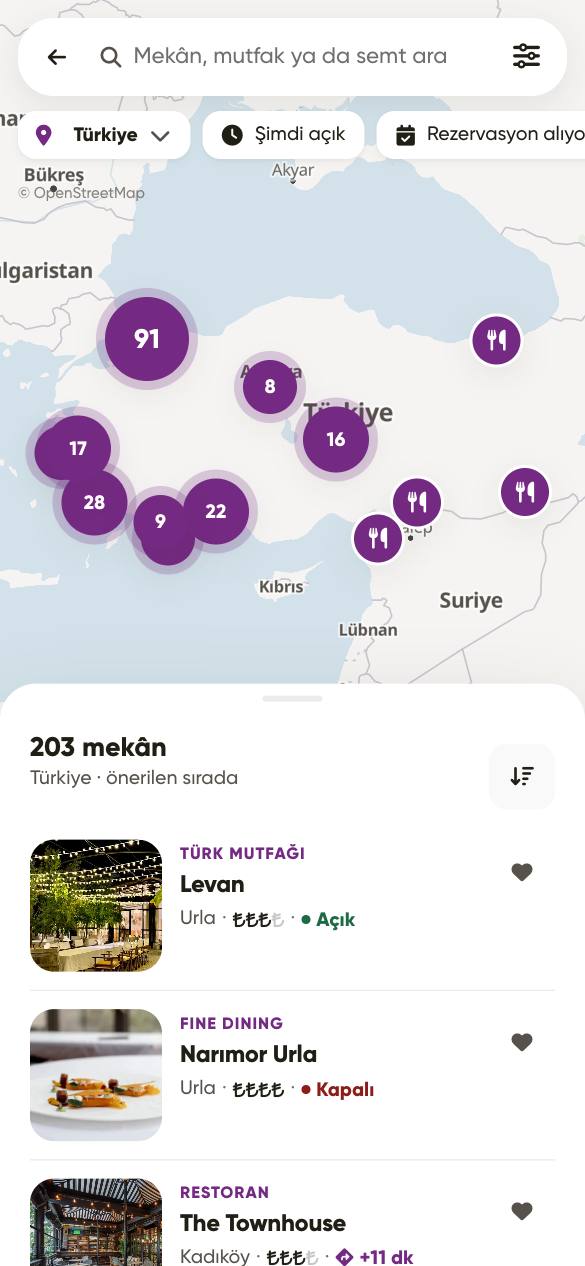 Mekân, mutfak ya da semt ara
Türkiye
Şimdi açık
Rezervasyon alıyo
Bükreş
© OpenStreetMap
Akyar
lgaristan
91
8
Türkiye
16
17
28
9
22
Kıbrıs
Suriye
Lübnan
203 mekân
Türkiye · önerilen sırada
TÜRK MUTFAĞI
Levan
Urla · ₺₺₺₺ · • Açık
FINE DINING
Narımor Urla
Urla · ₺₺₺₺ · • Kapalı
RESTORAN
The Townhouse
Kadıköy · ₺₺₺₺ · +11 dk